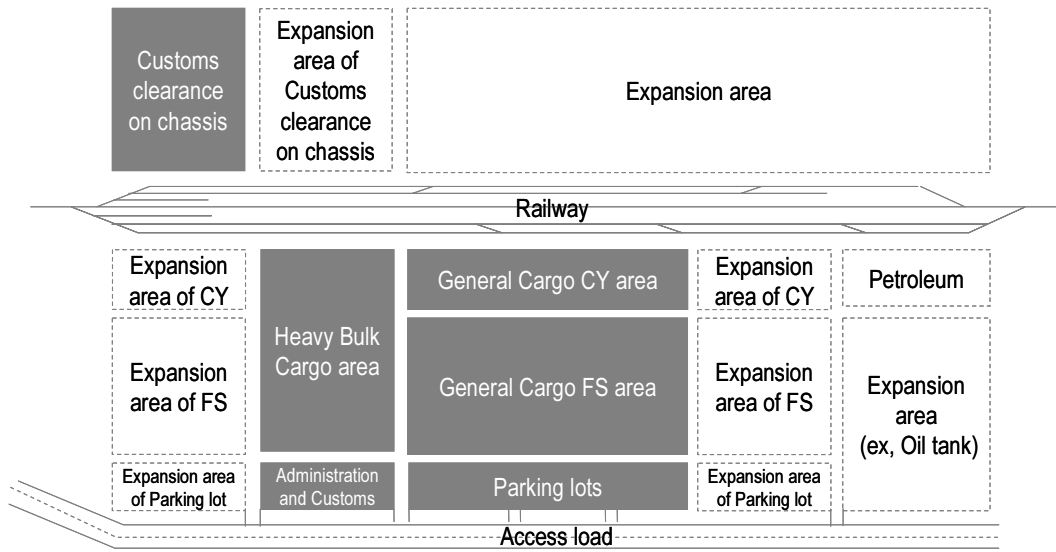 Customs
clearance
on chassis
Expansion
area of
Customs
clearance
on chassis
Expansion area
Railway
Expansion
area of CY
Heavy Bulk
Cargo area
General Cargo CY area
Expansion
area of CY
Petroleum
Expansion
area of FS
General Cargo FS area
Expansion
area of FS
Expansion
area
(ex, Oil tank)
Expansion area
of Parking lot
Administration
and Customs
Parking lots
Expansion area
of Parking lot
Access load